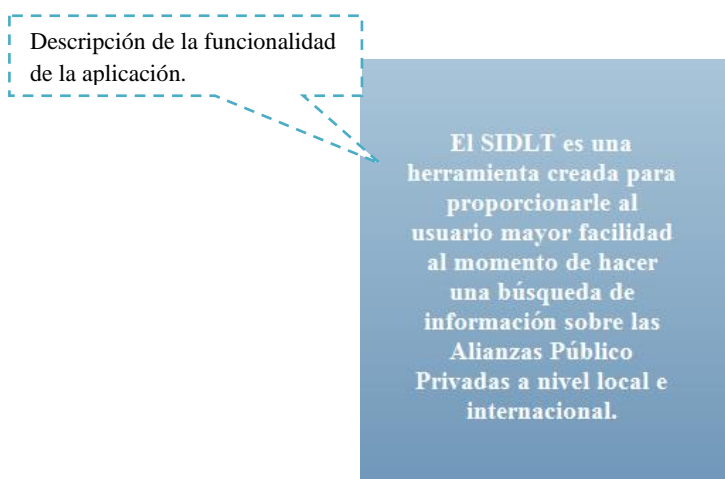 Descripción de la funcionalidad
de la aplicación.
El SIDLT es una
herramienta creada para
proporcionarle al
usuario mayor facilidad
al momento de hacer
una búsqueda de
información sobre las
Alianzas Público
Privadas a nivel local e
internacional.